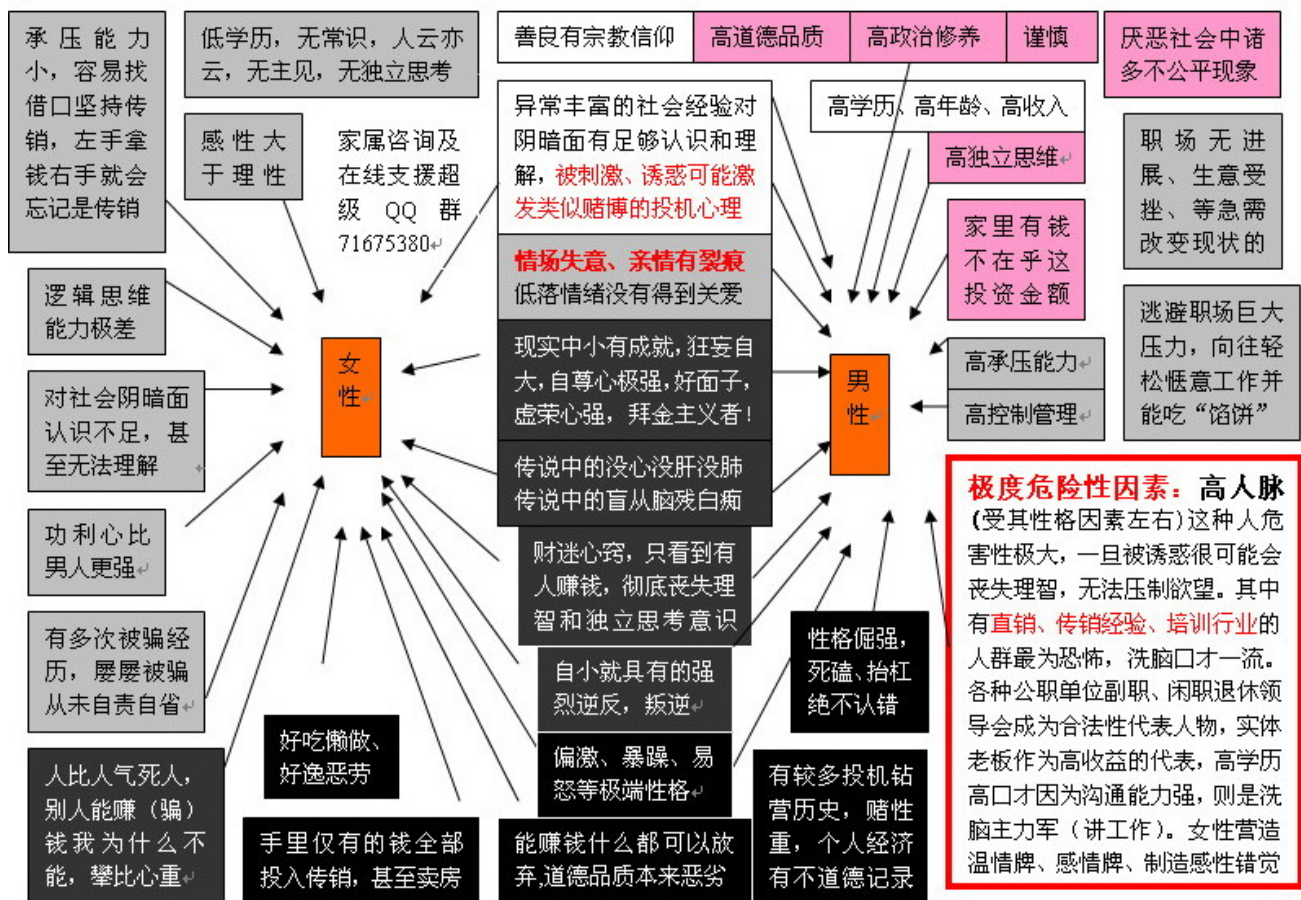 承压能力
小，容易找
借口坚持传
销，左手拿
钱右手就会
忘记是传销
低学历，无常识，人云亦
云，无主见，无独立思考
善良有宗教信仰
高道德品质
高政治修养
谨慎
厌恶社会中诸
多不公平现象
感性大
于理性
家属咨询及
在线支援超
级 QQ 群
71675380
异常丰富的社会经验对
阴暗面有足够认识和理
解，被刺激、诱惑可能激
发类似赌博的投机心理
高学历、高年龄、高收入
高独立思维
职场无进
展、生意受
挫、等急需
改变现状的
家里有钱
不在乎这
投资金额
情场失意、亲情有裂痕
低落情绪没有得到关爱
逻辑思维
能力极差
逃避职场巨大
压力，向往轻
松惬意工作并
能吃“馅饼”
女
性
现实中小有成就，狂妄自
大，自尊心极强，好面子，
虚荣心强，拜金主义者！
男
性
高承压能力
高控制管理
对社会阴暗面
认识不足，甚
至无法理解
传说中的没心没肝没肺
传说中的盲从脑残白痴
极度危险性因素：高人脉
(受其性格因素左右)这种人危
害性极大，一旦被诱惑很可能会
丧失理智，无法压制欲望。其中
有直销、传销经验、培训行业的
人群最为恐怖，洗脑口才一流。
各种公职单位副职、闲职退休领
导会成为合法性代表人物，实体
老板作为高收益的代表，高学历
高口才因为沟通能力强，则是洗
脑主力军（讲工作）。女性营造
温情牌、感情牌、制造感性错觉
功利心比
男人更强
财迷心窍，只看到有
人赚钱，彻底丧失理
智和独立思考意识
有多次被骗经
历，屡屡被骗
从未自责自省
自小就具有的强
烈逆反，叛逆
性格倔强，
死磕、抬杠
绝不认错
好吃懒做、
好逸恶劳
偏激、暴躁、易
怒等极端性格
人比人气死人，
别人能赚（骗）
钱我为什么不
能，攀比心重
手里仅有的钱全部
投入传销，甚至卖房
能赚钱什么都可以放
弃,道德品质本来恶劣
有较多投机钻
营历史，赌性
重，个人经济
有不道德记录